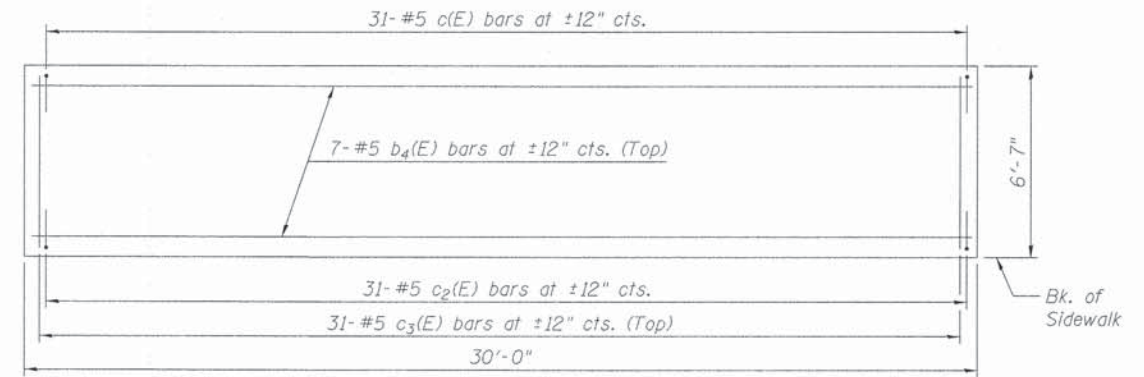 31- #5 c(E) bars at ±12" cts.
7- #5 b₄(E) bars at ±12" cts. (Top)
6'-7"
31- #5 c₂(E) bars at ±12" cts.
31- #5 c₃(E) bars at ±12" cts. (Top)
30'-0"
Bk. of
Sidewalk